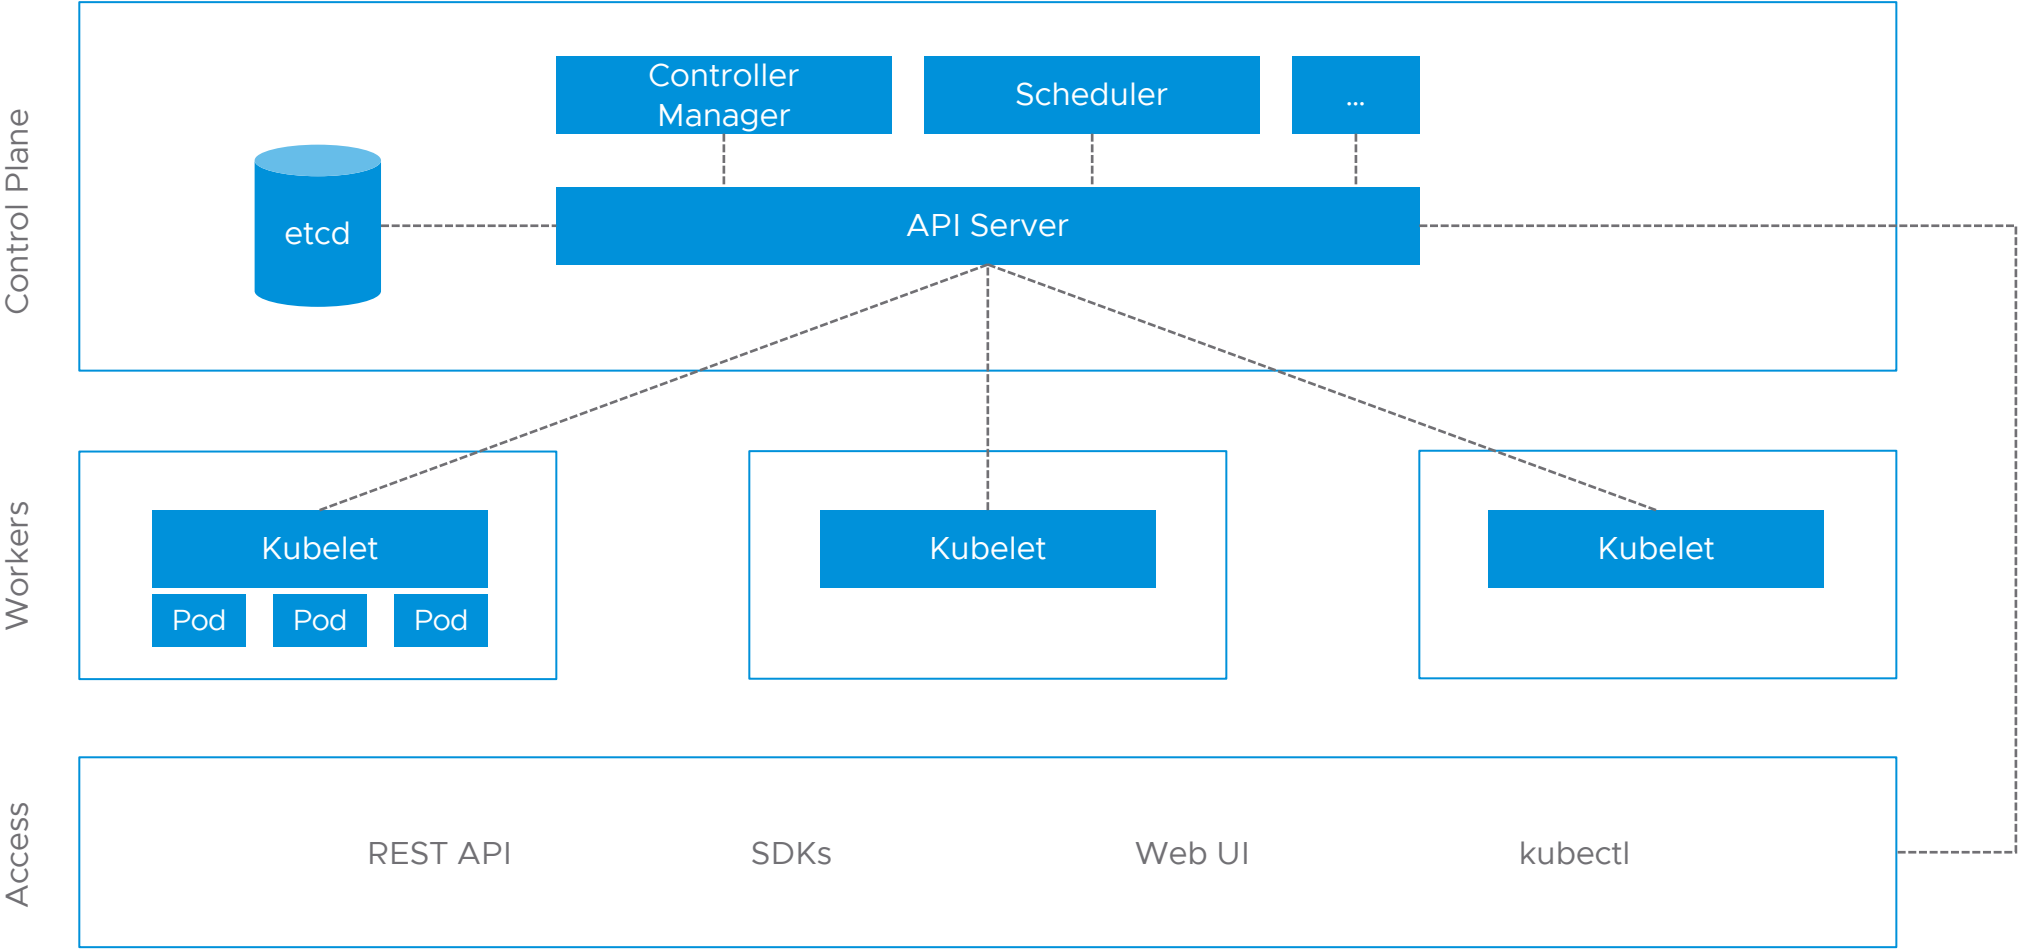 Control Plane
Controller
Manager
Scheduler
...
etcd
API Server
Workers
Kubelet
Pod
Pod
Pod
Kubelet
Kubelet
Access
REST API
SDKs
Web UI
kubectl